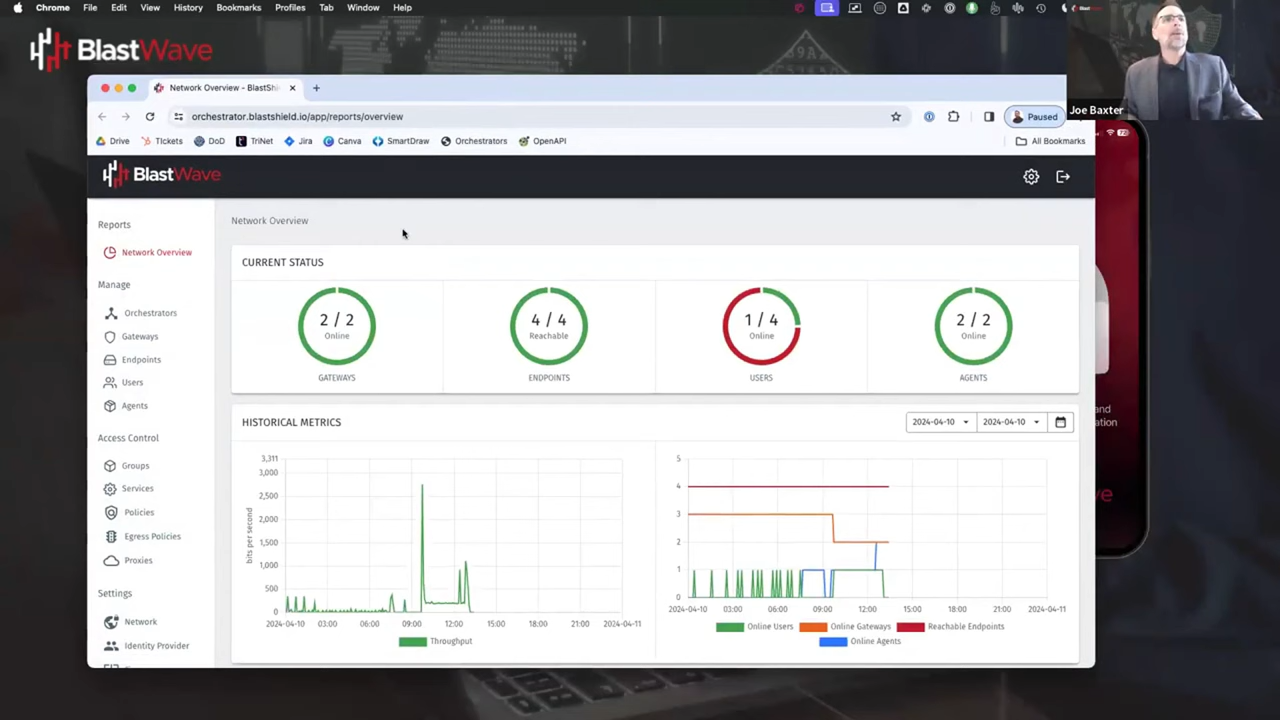 Chrome File Edit View History Bookmarks Profiles Tab Window Help
BlastWave
Joe Baxter
Network Overview - BlastShi
orchestrator.blastshield.io/app/reports/overview
Paused
Drive TIckets DoD TriNet Jira Canva SmartDraw Orchestrators OpenAPI All Bookmarks
BlastWave
Reports
Network Overview
Manage
Orchestrators
Gateways
Endpoints
Users
Agents
Access Control
Groups
Services
Policies
Egress Policies
Proxies
Settings
Network
Identity Provider
Network Overview
CURRENT STATUS
2 / 2
Online
GATEWAYS
4 / 4
Reachable
ENDPOINTS
1 / 4
Online
USERS
2 / 2
Online
AGENTS
HISTORICAL METRICS
2024-04-10 2024-04-10
bits per second
3,311
3,000
2,500
2,000
1,500
1,000
500
0
2024-04-10 03:00 06:00 09:00 12:00 15:00 18:00 21:00 2024-04-11
Throughput
5
4
3
2
1
0
2024-04-10 03:00 06:00 09:00 12:00 15:00 18:00 21:00 2024-04-11
Online Users Online Gateways Reachable Endpoints
Online Agents
and
ation